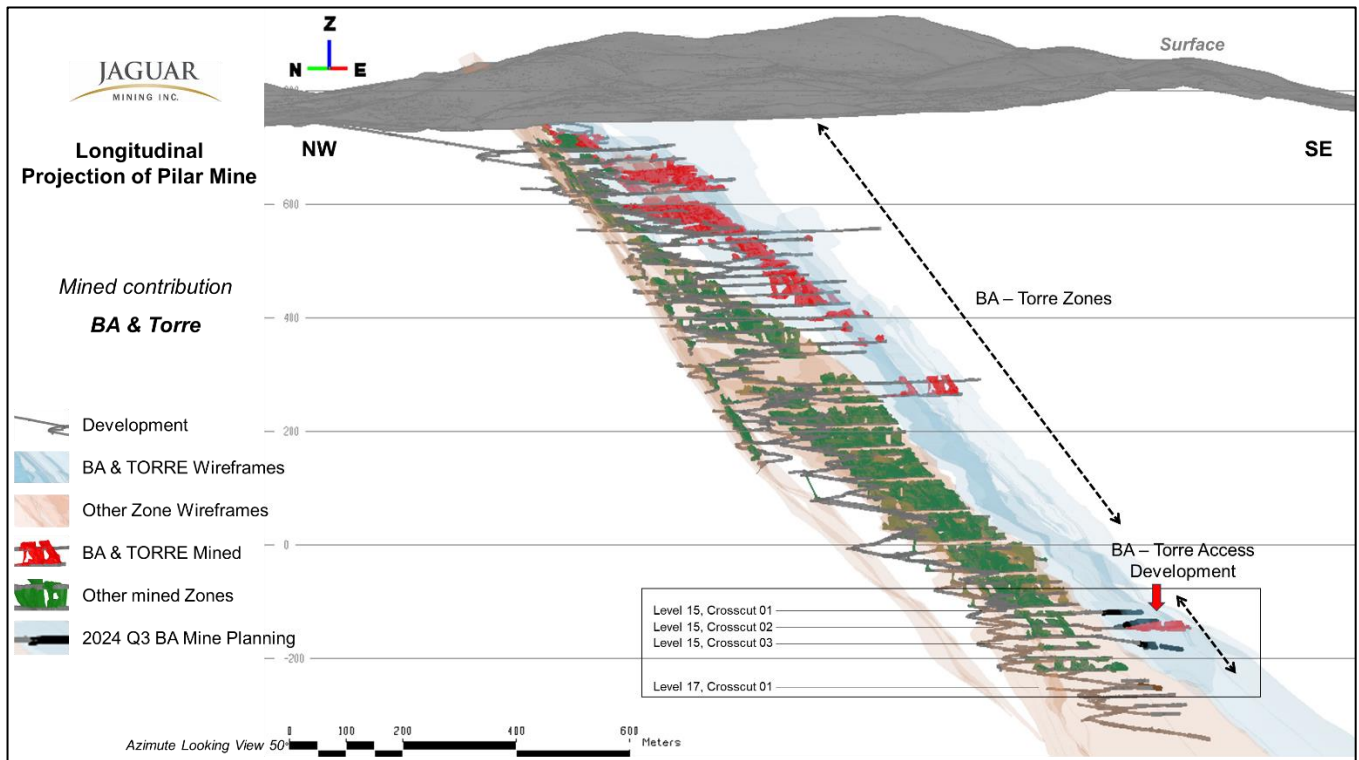 JAGUAR
MINING INC.
Longitudinal
Projection of Pilar Mine
Mined contribution
BA & Torre
Development
BA & TORRE Wireframes
Other Zone Wireframes
BA & TORRE Mined
Other mined Zones
2024 Q3 BA Mine Planning
Z
N
E
Surface
NW
SE
600
400
200
0
-200
BA – Torre Zones
BA – Torre Access
Development
Level 15, Crosscut 01
Level 15, Crosscut 02
Level 15, Crosscut 03
Level 17, Crosscut 01
Azimute Looking View 50°
0 100 200 400 600
Meters